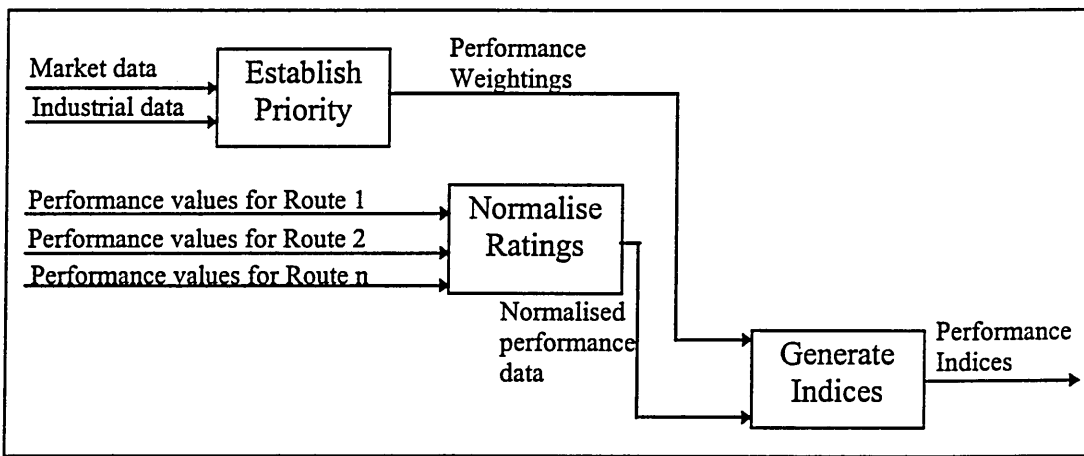 Market data
Industrial data
Establish
Priority
Performance
Weightings
Performance values for Route 1
Performance values for Route 2
Performance values for Route n
Normalise
Ratings
Normalised
performance
data
Generate
Indices
Performance
Indices